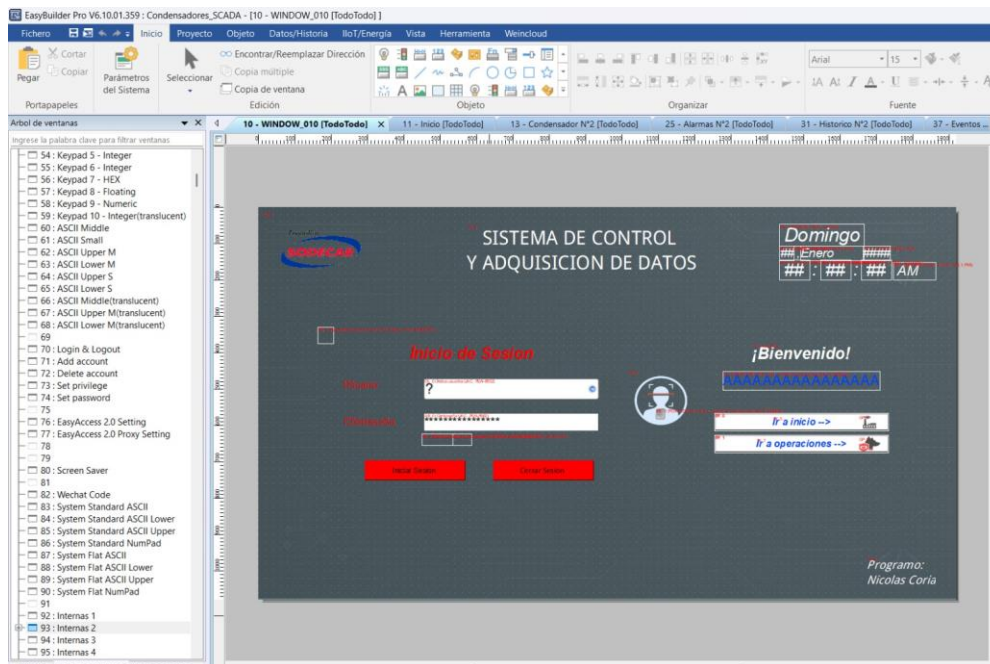 EasyBuilder Pro V6.10.01.359 : Condensadores_SCADA - [10 - WINDOW_010 [TodoTodo] ]
Fichero Inicio Proyecto Objeto Datos/Historia IIoT/Energía Vista Herramienta Weincloud
Pegar
Cortar
Copiar
Portapapeles
Parámetros
del Sistema
Seleccionar
Encontrar/Reemplazar Dirección
Copia múltiple
Copia de ventana
Edición
Objeto
Organizar
Arial 15
Fuente
Arbol de ventanas
Ingrese la palabra clave para filtrar ventanas
10 - WINDOW_010 [TodoTodo] 11 - Inicio [TodoTodo] 13 - Condensador N°2 [TodoTodo] 25 - Alarmas N°2 [TodoTodo] 31 - Historico N°2 [TodoTodo] 37 - Eventos ...
54 : Keypad 5 - Integer
55 : Keypad 6 - Integer
56 : Keypad 7 - HEX
57 : Keypad 8 - Floating
58 : Keypad 9 - Numeric
59 : Keypad 10 - Integer(translucent)
60 : ASCII Middle
61 : ASCII Small
62 : ASCII Upper M
63 : ASCII Lower M
64 : ASCII Upper S
65 : ASCII Lower S
66 : ASCII Middle(translucent)
67 : ASCII Upper M(translucent)
68 : ASCII Lower M(translucent)
69
70 : Login & Logout
71 : Add account
72 : Delete account
73 : Set privilege
74 : Set password
75
76 : EasyAccess 2.0 Setting
77 : EasyAccess 2.0 Proxy Setting
78
79
80 : Screen Saver
81
82 : Wechat Code
83 : System Standard ASCII
84 : System Standard ASCII Lower
85 : System Standard ASCII Upper
86 : System Standard NumPad
87 : System Flat ASCII
88 : System Flat ASCII Lower
89 : System Flat ASCII Upper
90 : System Flat NumPad
91
92 : Internas 1
93 : Internas 2
94 : Internas 3
95 : Internas 4
SODECAR
SISTEMA DE CONTROL
Y ADQUISICION DE DATOS
Domingo
## Enero ####
## : ## : ## AM
Inicio de Sesion
?
****************
Iniciar Sesion
Cerrar Sesion
¡Bienvenido!
AAAAAAAAAAAAAAAA
Ir a inicio -->
Ir a operaciones -->
Programo:
Nicolas Coria